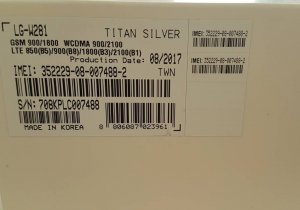 LG-W281 TITAN SILVER
GSM 900/1800 WCDMA 900/2100
LTE 850(B5)/900(B8)/1800(B3)/2100(B1)
Production Date: 08/2017
IMEI: 352229-08-007488-2 TWN
S/N: 708KPLC007488
MADE IN KOREA
8 806087 023961
IMEI: 352229-08-007488-2
IMEI: 352229-08-007488-2